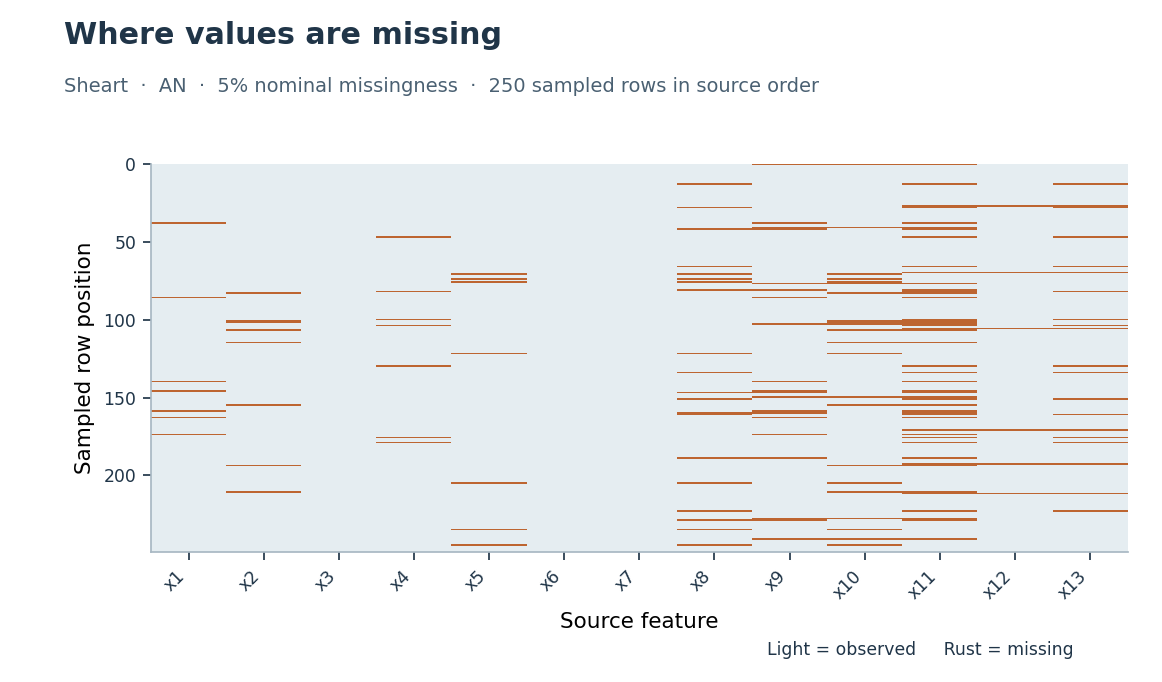 Where values are missing
Sheart · AN · 5% nominal missingness · 250 sampled rows in source order
0
50
100
150
200
Sampled row position
x1 x2 x3 x4 x5 x6 x7 x8 x9 x10 x11 x12 x13
Source feature
Light = observed Rust = missing